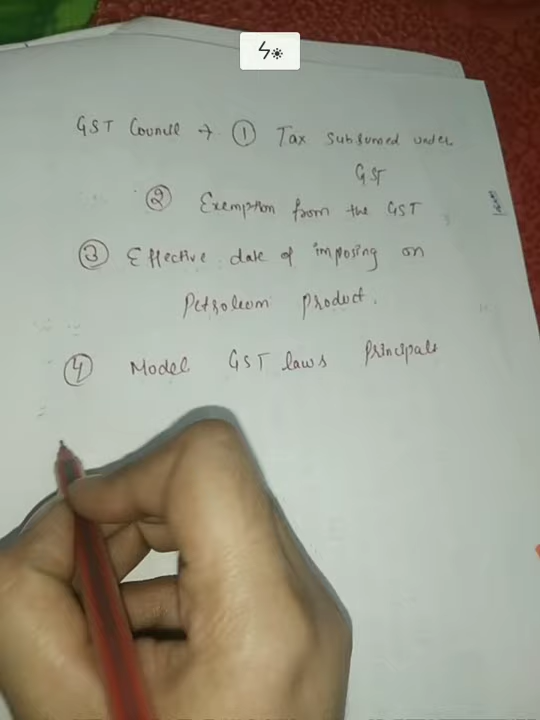 GST Council → ① Tax subsumed under
GST
② Exemption from the GST
③ Effective date of imposing on
Petroleum product.
④ Model GST laws Principals